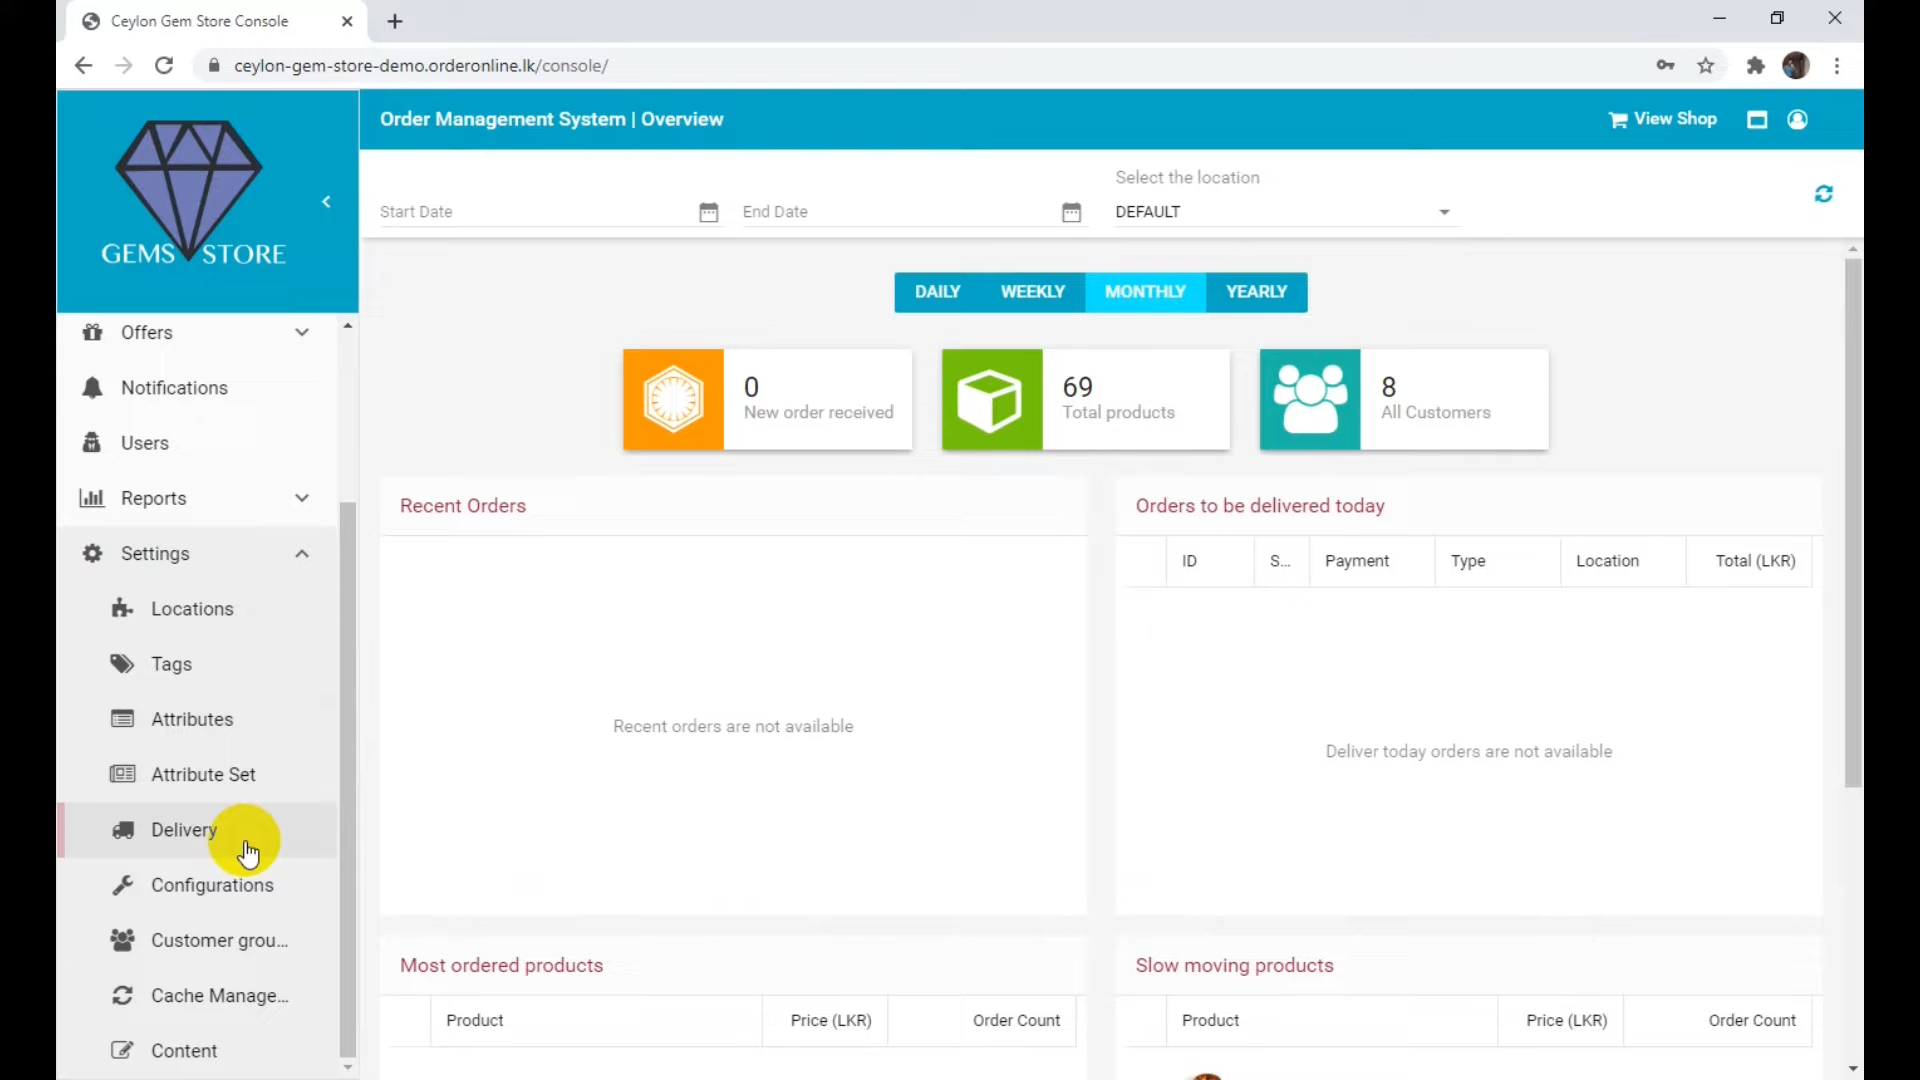 Ceylon Gem Store Console
ceylon-gem-store-demo.orderonline.lk/console/
GEMS STORE
Order Management System | Overview
View Shop
Start Date
End Date
Select the location
DEFAULT
Offers
Notifications
Users
Reports
Settings
Locations
Tags
Attributes
Attribute Set
Delivery
Configurations
Customer grou...
Cache Manage...
Content
DAILY WEEKLY MONTHLY YEARLY
0
New order received
69
Total products
8
All Customers
Recent Orders
Recent orders are not available
Orders to be delivered today
ID S... Payment Type Location Total (LKR)
Deliver today orders are not available
Most ordered products
Product Price (LKR) Order Count
Slow moving products
Product Price (LKR) Order Count